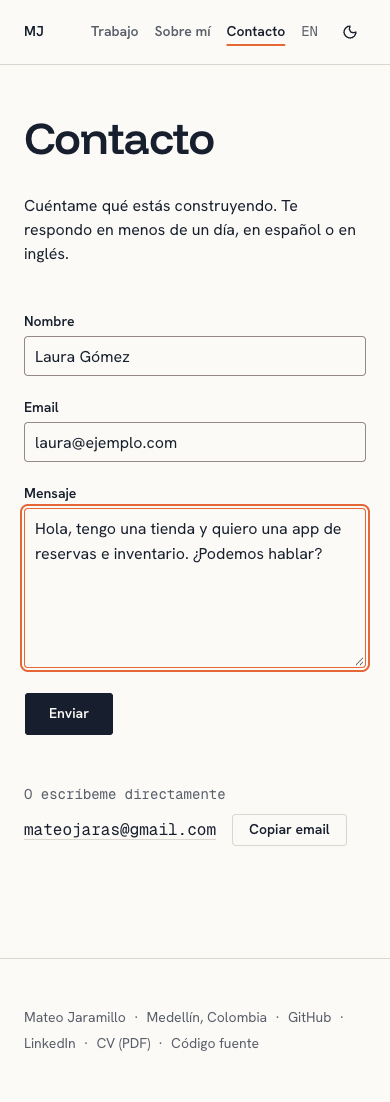 MJ Trabajo Sobre mí Contacto EN
Contacto
Cuéntame qué estás construyendo. Te
respondo en menos de un día, en español o en
inglés.
Nombre
Laura Gómez
Email
laura@ejemplo.com
Mensaje
Hola, tengo una tienda y quiero una app de
reservas e inventario. ¿Podemos hablar?
Enviar
O escríbeme directamente
mateojaras@gmail.com Copiar email
Mateo Jaramillo · Medellín, Colombia · GitHub ·
LinkedIn · CV (PDF) · Código fuente